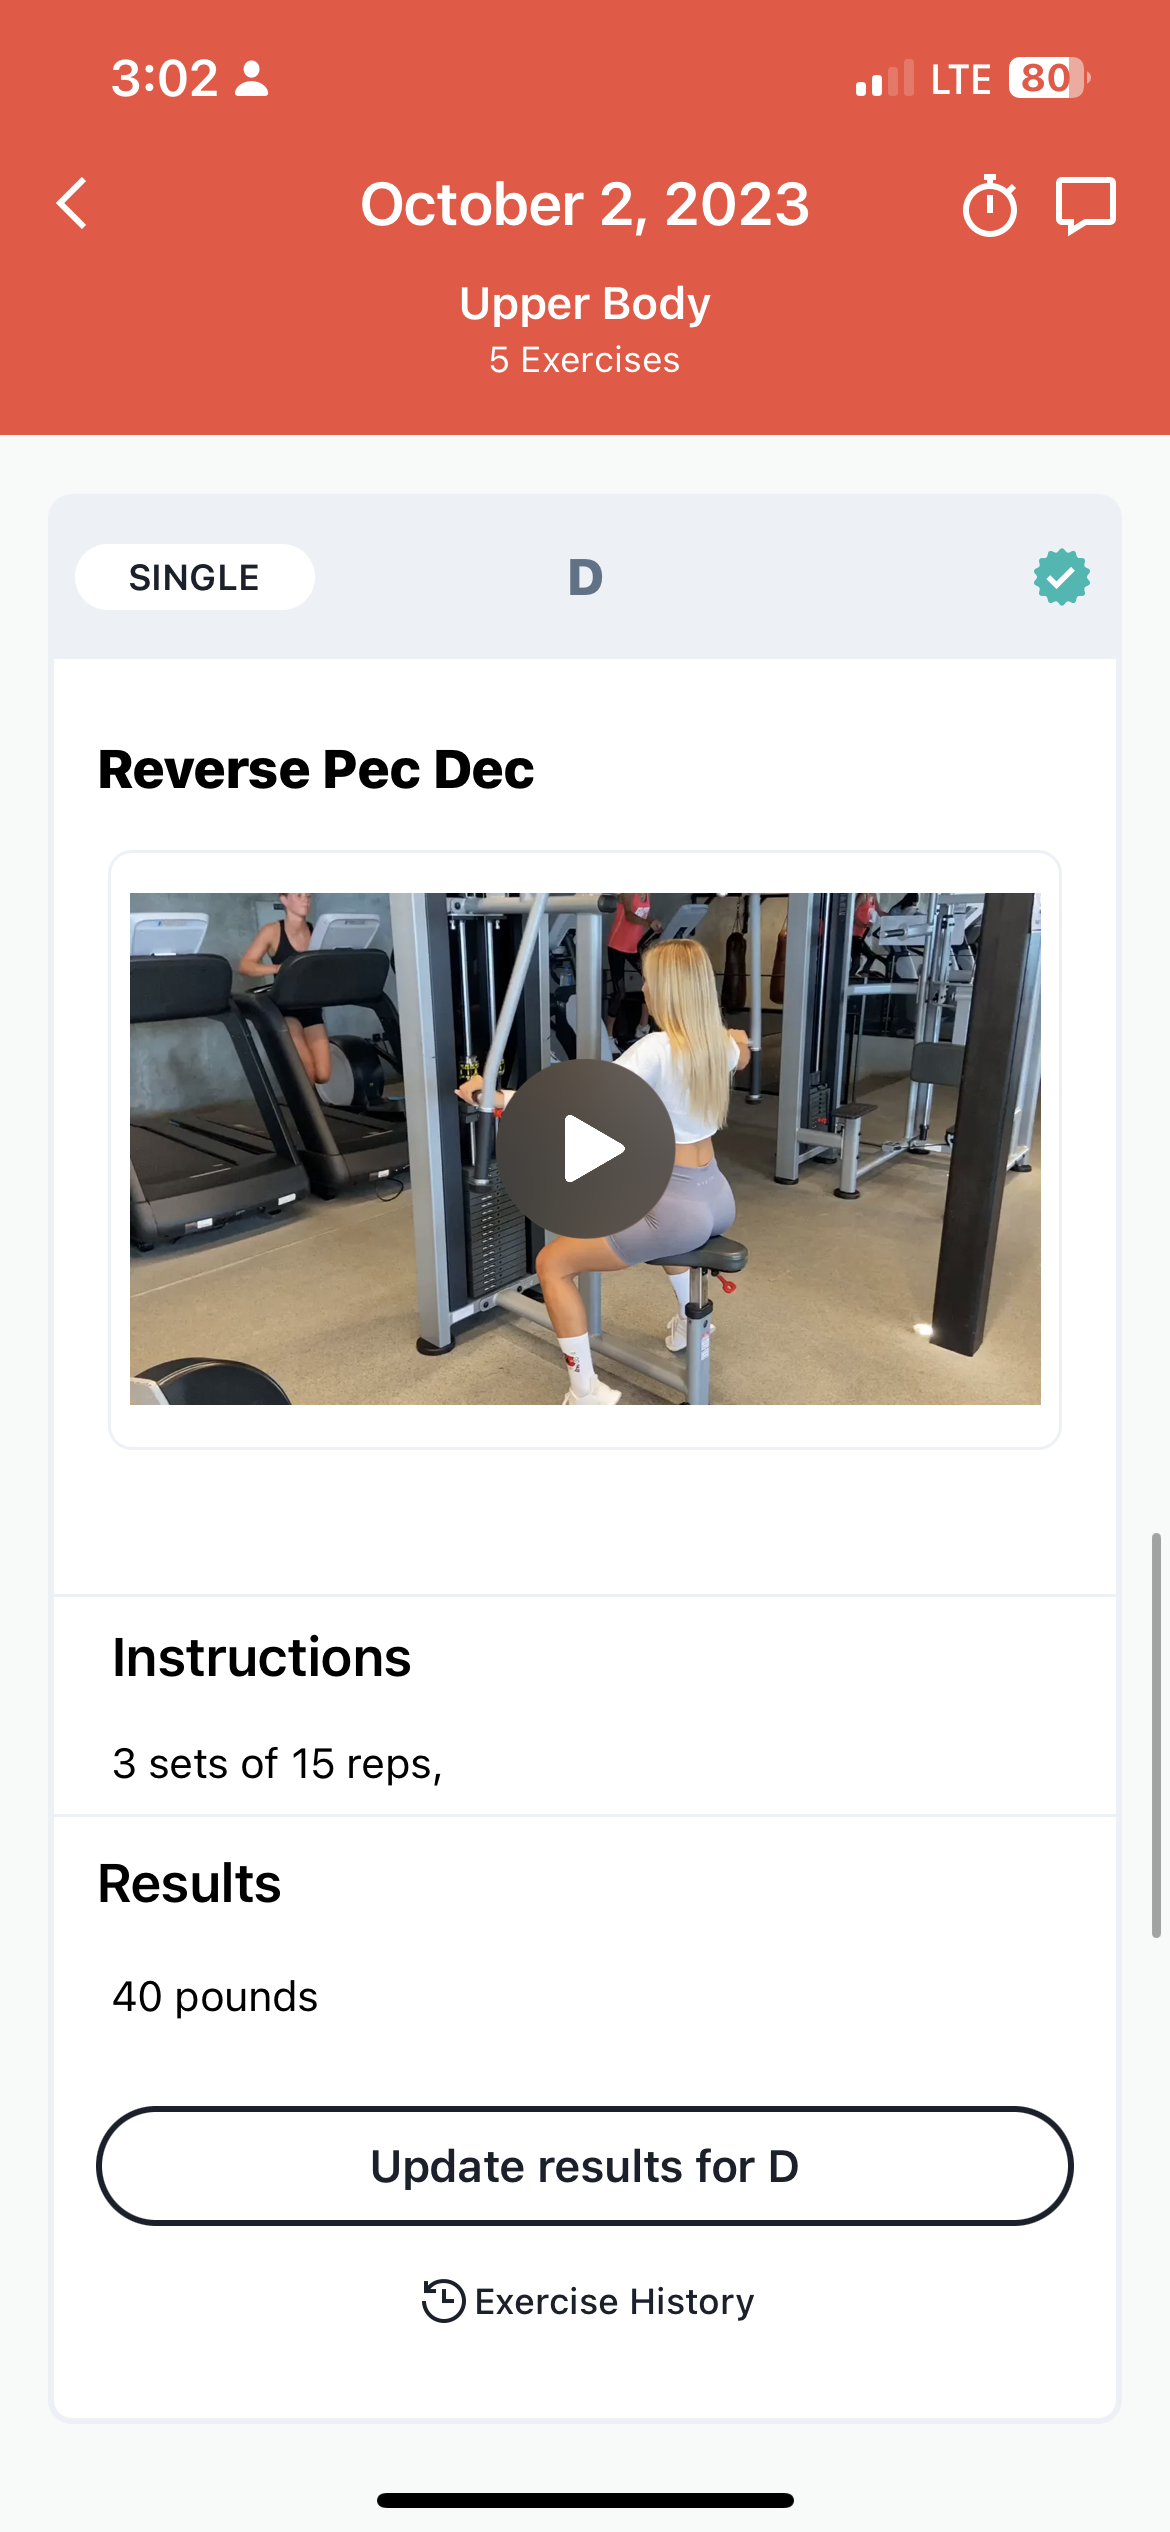 3:02
LTE 80
October 2, 2023
Upper Body
5 Exercises
SINGLE
D
Reverse Pec Dec
Instructions
3 sets of 15 reps,
Results
40 pounds
Update results for D
Exercise History